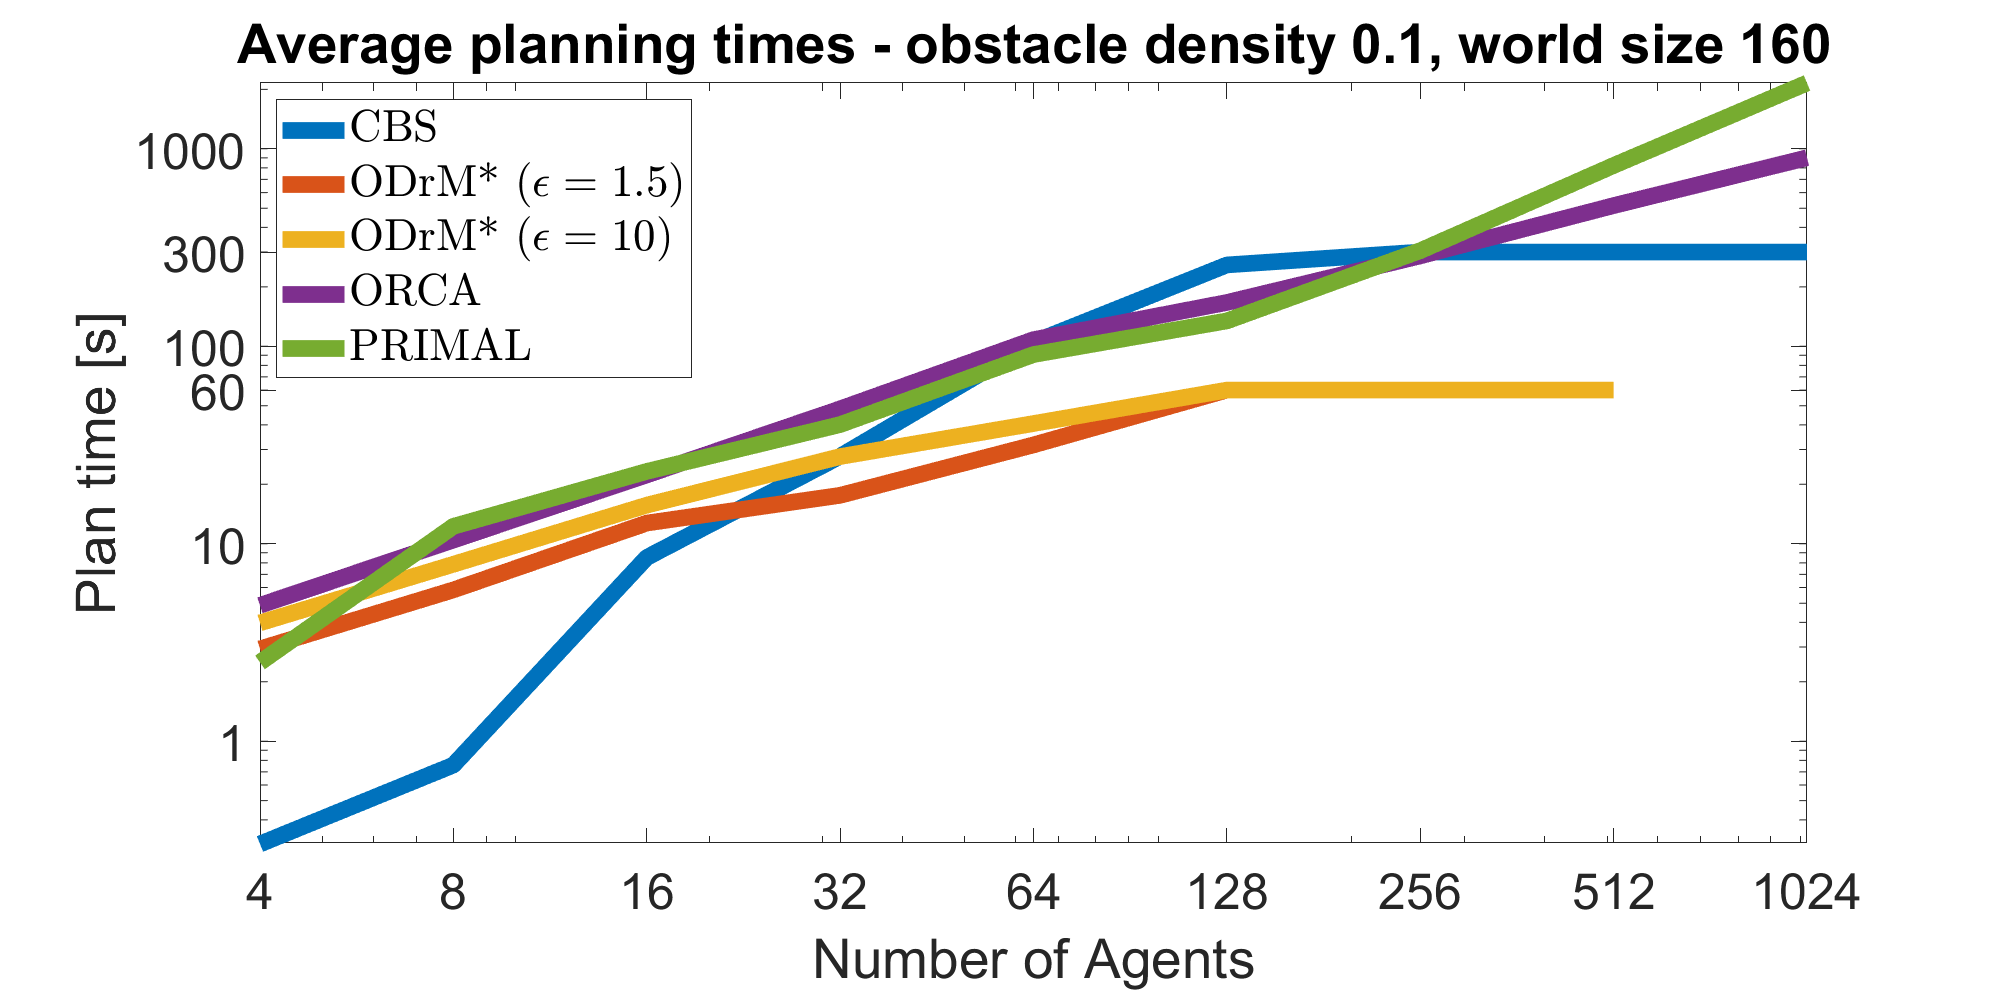 Average planning times - obstacle density 0.1, world size 160
CBS
ODrM* (ϵ = 1.5)
ODrM* (ϵ = 10)
ORCA
PRIMAL
Plan time [s]
1000
300
100
60
10
1
4 8 16 32 64 128 256 512 1024
Number of Agents